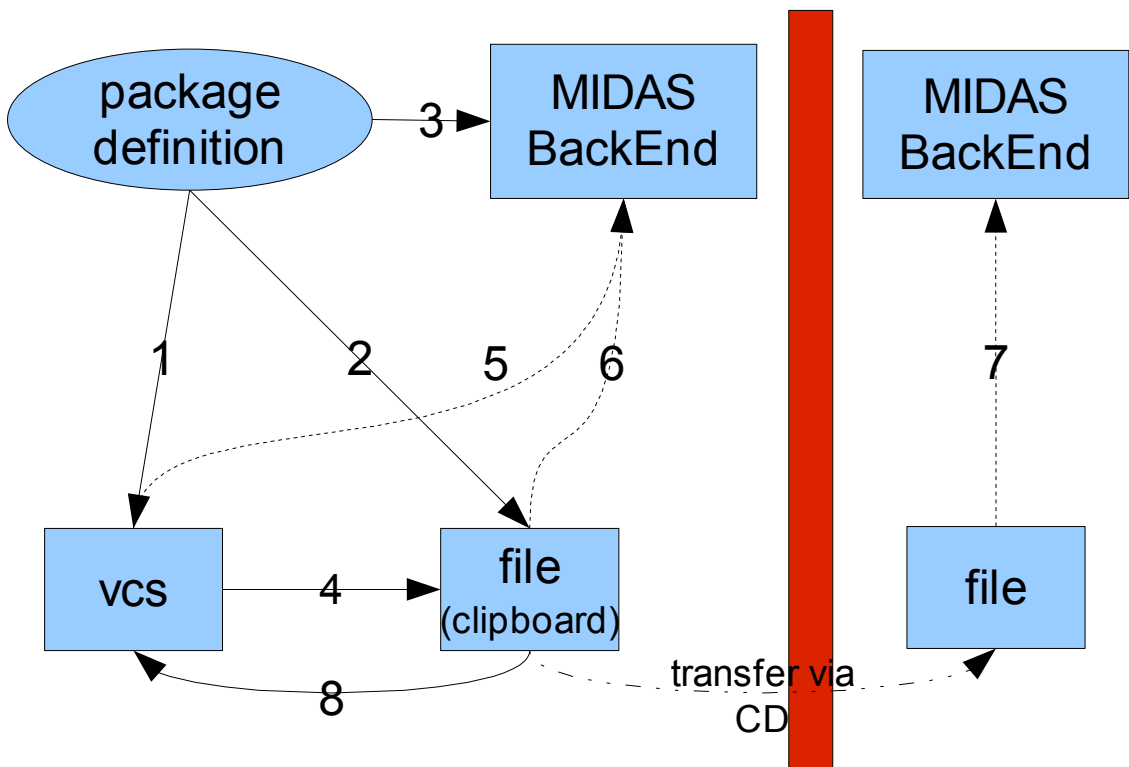 package
definition
3
MIDAS
BackEnd
MIDAS
BackEnd
1
2
5
6
7
vcs
4
file
(clipboard)
file
8
transfer via
CD